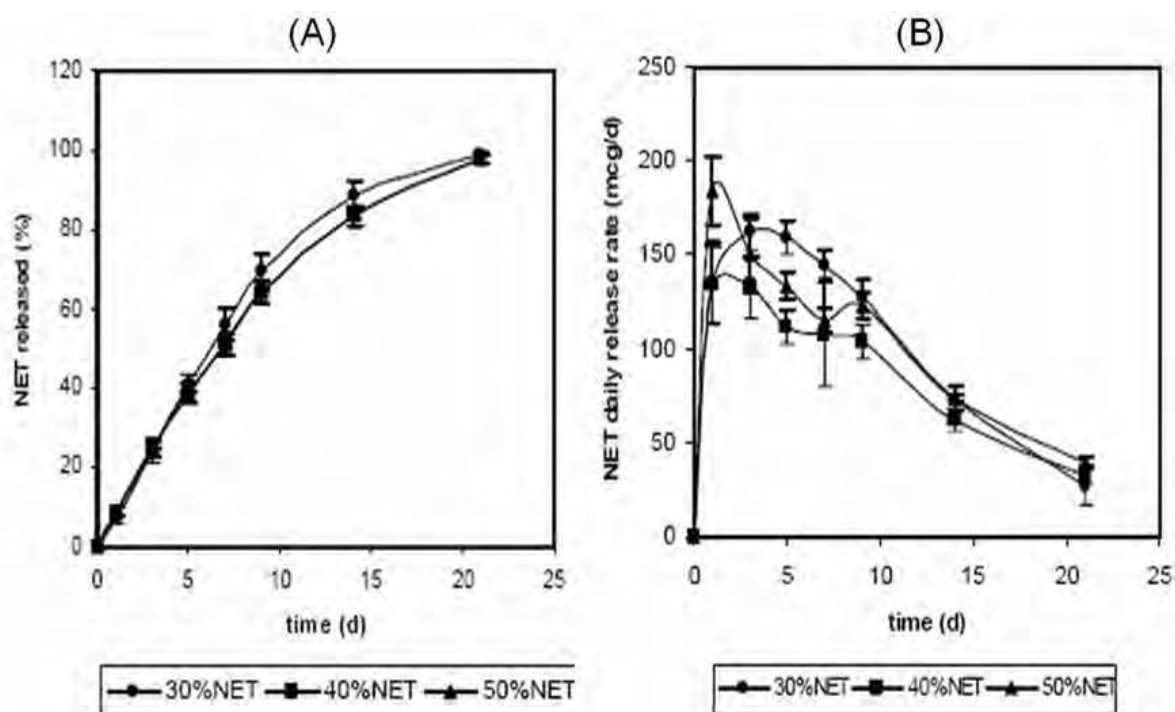 (A)
NET released (%)
120
100
80
60
40
20
0
0 5 10 15 20 25
time (d)
30%NET 40%NET 50%NET
(B)
NET daily release rate (mcg/d)
250
200
150
100
50
0
0 5 10 15 20 25
time (d)
30%NET 40%NET 50%NET